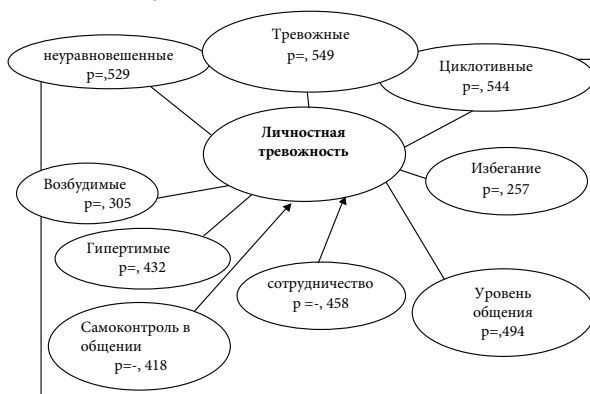 Тревожные
р=, 549
неуравновешенные
р=,529
Циклотивные
р=, 544
Личностная
тревожность
Избегание
р=, 257
Возбудимые
р=, 305
Гипертимые
р=, 432
сотрудничество
р =-, 458
Уровень
общения
р=,494
Самоконтроль в
общении
р=-, 418